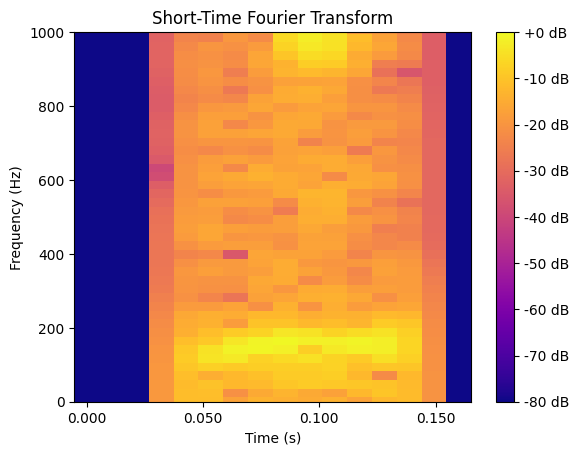 Short-Time Fourier Transform
1000
800
600
400
200
0
Frequency (Hz)
0.000
0.050
0.100
0.150
Time (s)
+0 dB
-10 dB
-20 dB
-30 dB
-40 dB
-50 dB
-60 dB
-70 dB
-80 dB